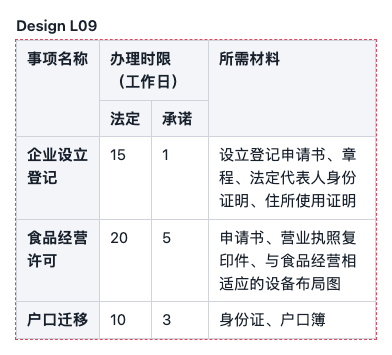 Design L09
事项名称
办理时限
（工作日）
所需材料
法定
承诺
企业设立
登记
15
1
设立登记申请书、章
程、法定代表人身份
证明、住所使用证明
食品经营
许可
20
5
申请书、营业执照复
印件、与食品经营相
适应的设备布局图
户口迁移
10
3
身份证、户口簿